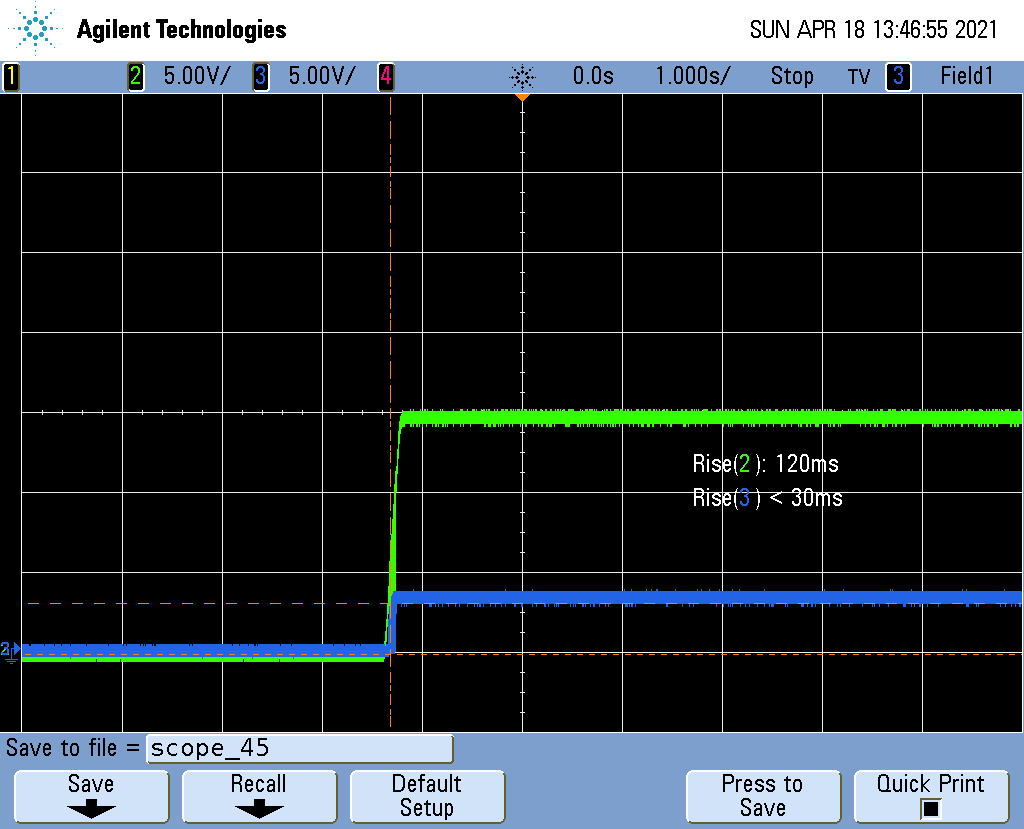 Agilent Technologies
SUN APR 18 13:46:55 2021
1 2 5.00V/ 3 5.00V/ 4 0.0s 1.000s/ Stop TV 3 Field1
Rise(2): 120ms
Rise(3) < 30ms
Save to file = scope_45
Save
Recall
Default
Setup
Press to
Save
Quick Print